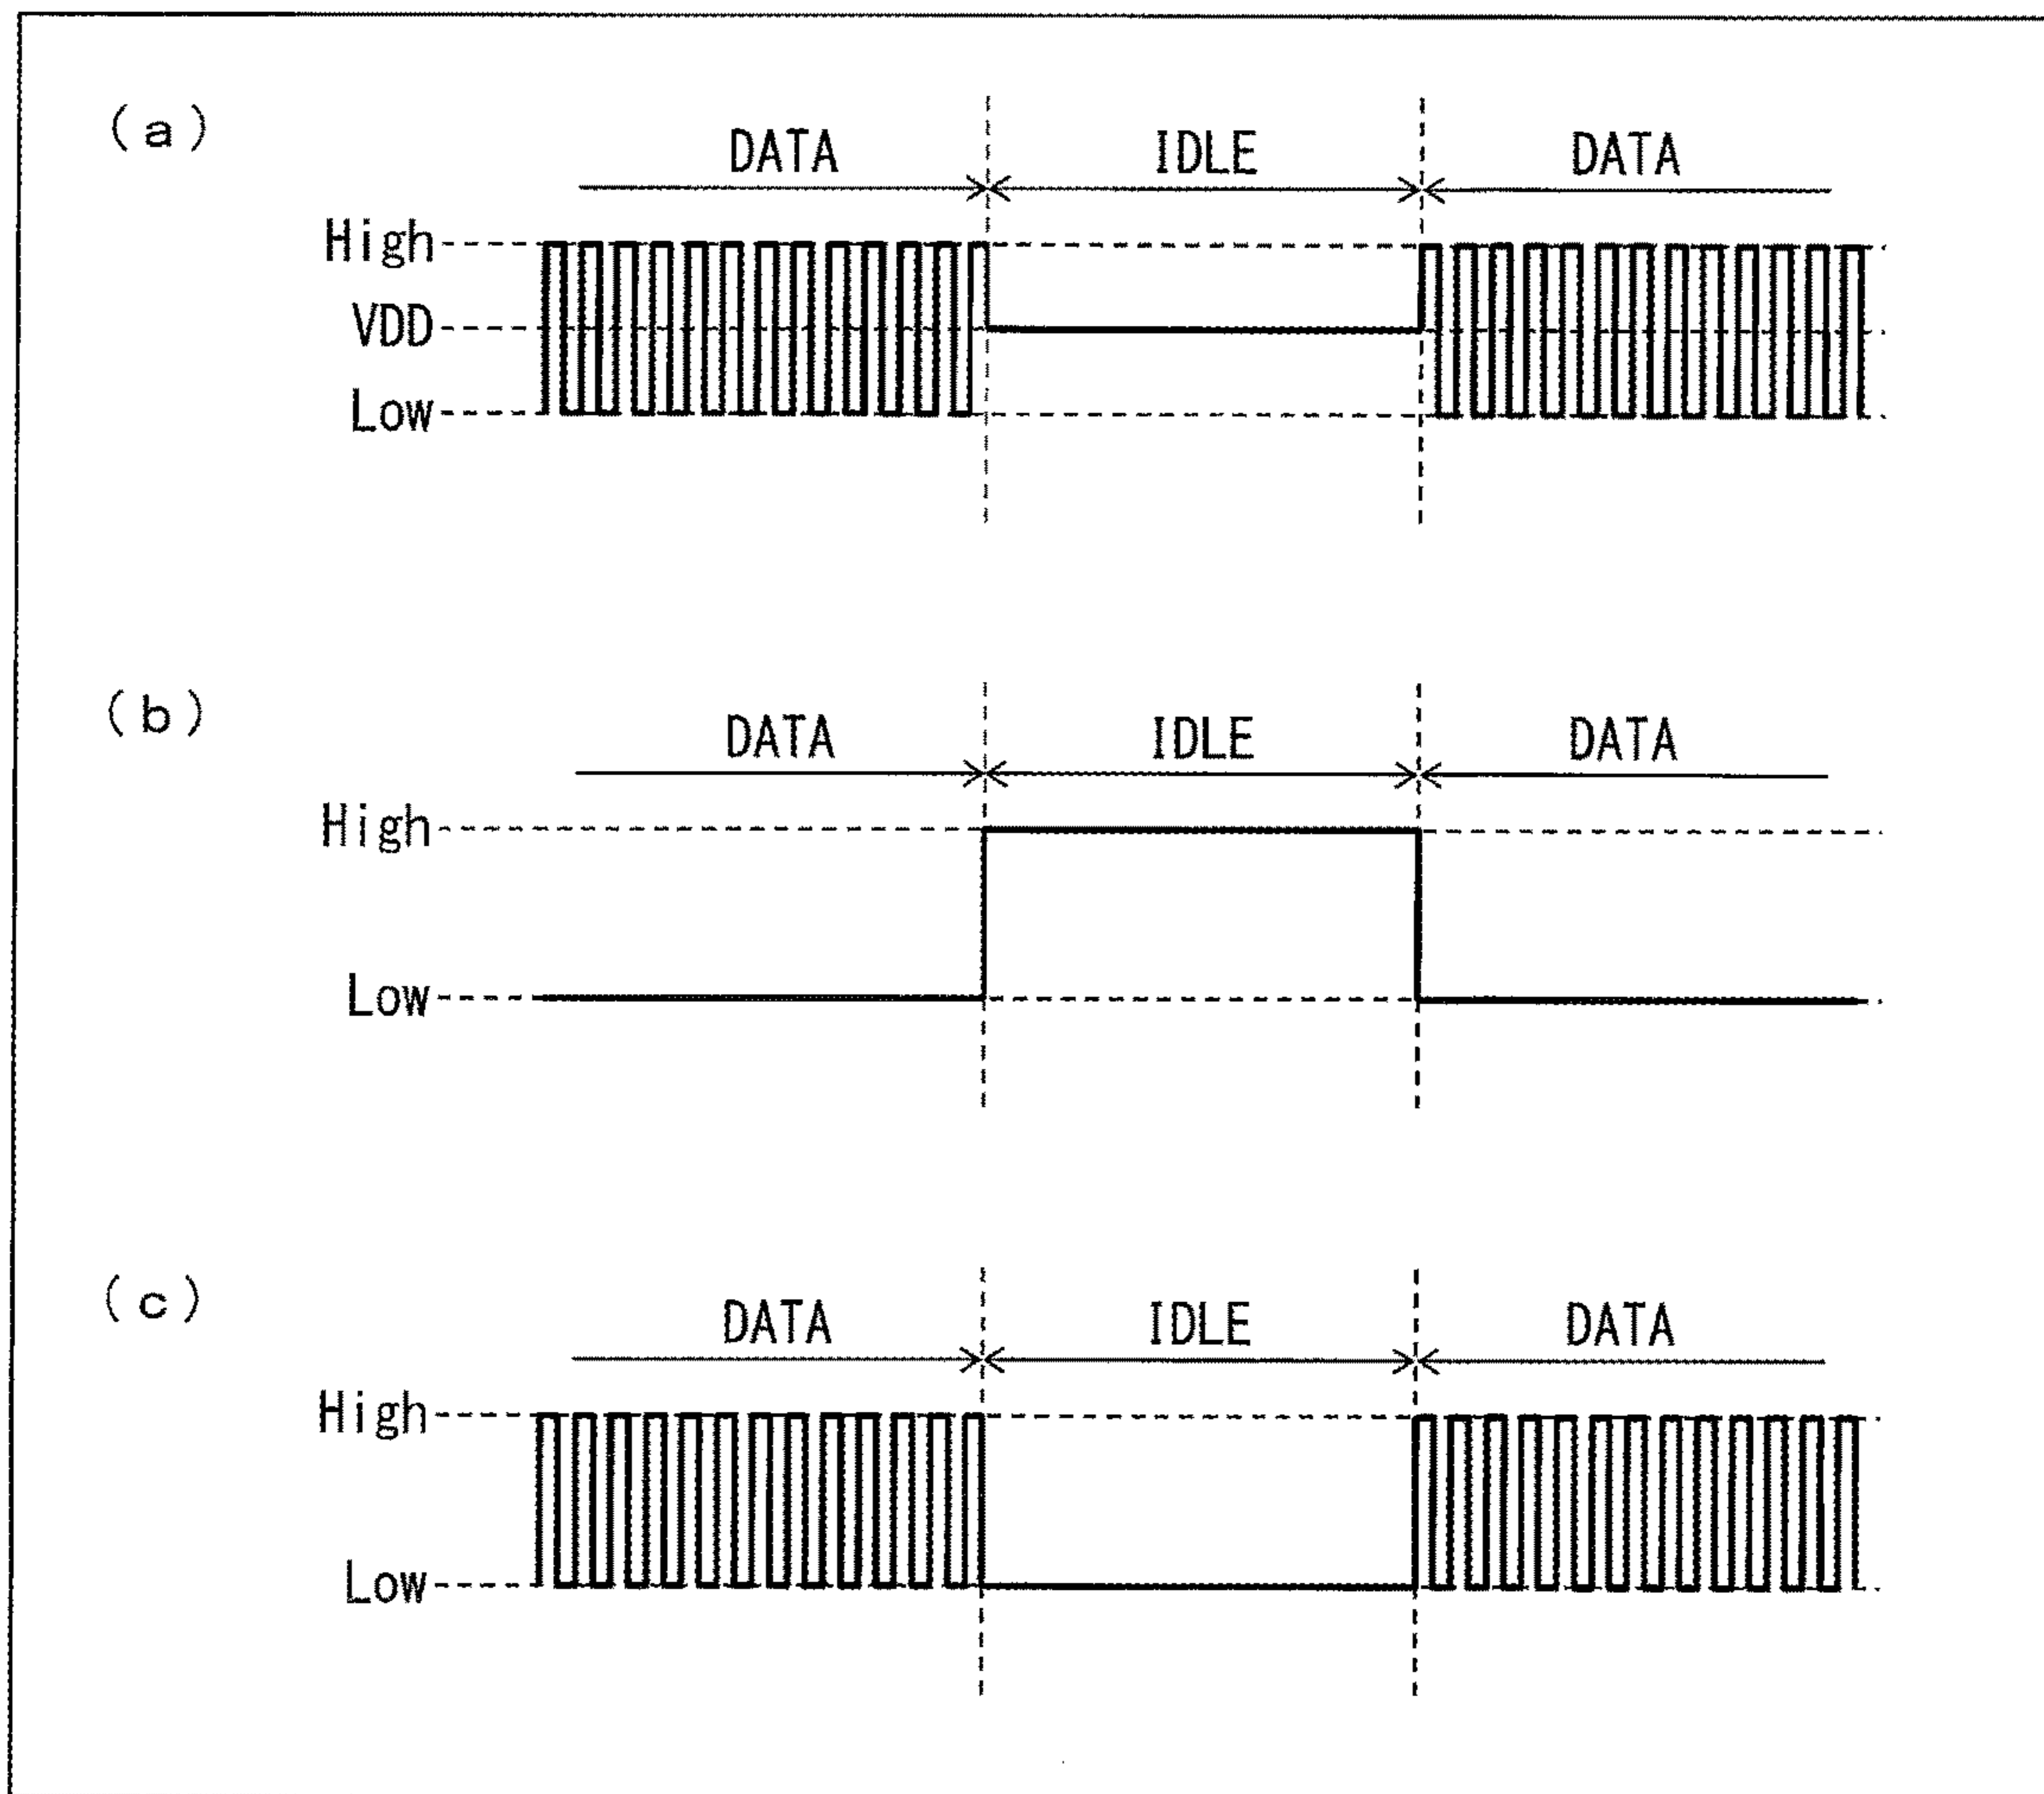 (a)
DATA IDLE DATA
High
VDD
Low
(b)
DATA IDLE DATA
High
Low
(c)
DATA IDLE DATA
High
Low